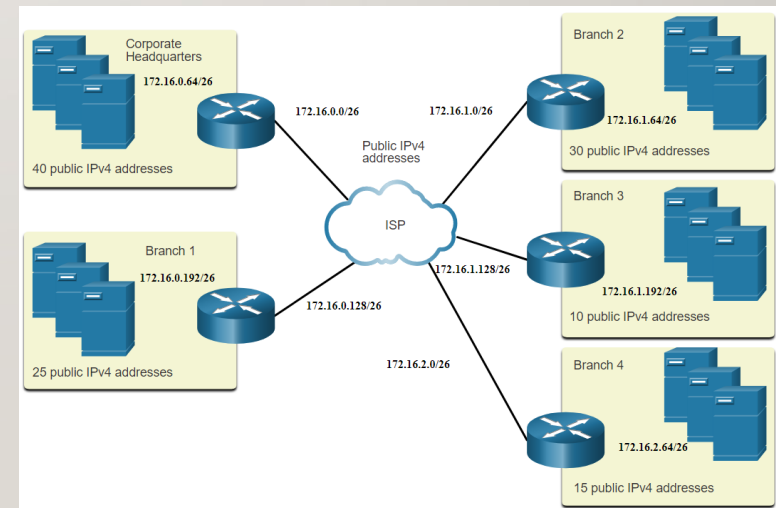 Corporate
Headquarters
172.16.0.64/26
40 public IPv4 addresses
172.16.0.0/26
Branch 1
172.16.0.192/26
25 public IPv4 addresses
172.16.0.128/26
Public IPv4
addresses
ISP
Branch 2
172.16.1.0/26
172.16.1.64/26
30 public IPv4 addresses
Branch 3
172.16.1.128/26
172.16.1.192/26
10 public IPv4 addresses
Branch 4
172.16.2.0/26
172.16.2.64/26
15 public IPv4 addresses